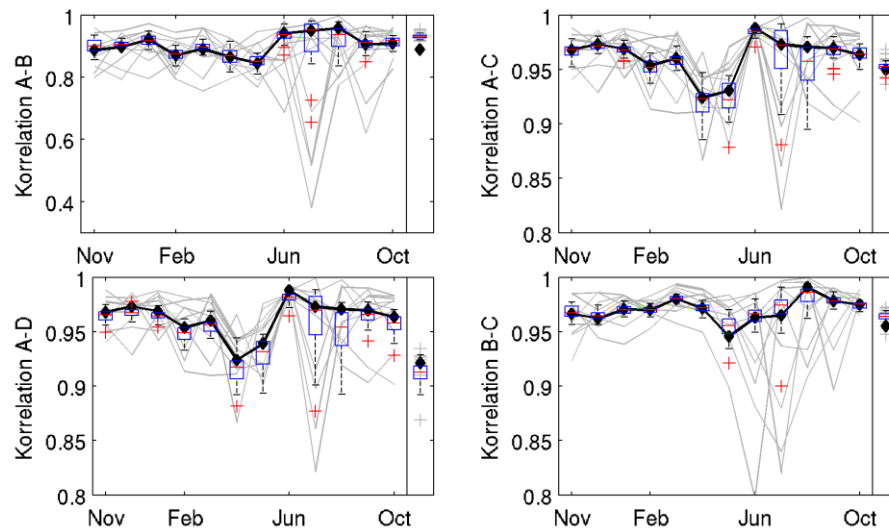 Korrelation A-B
1
0.8
0.6
0.4
Nov Feb Jun Oct
Korrelation A-C
1
0.95
0.9
0.85
0.8
Nov Feb Jun Oct
Korrelation A-D
1
0.95
0.9
0.85
0.8
Nov Feb Jun Oct
Korrelation B-C
1
0.95
0.9
0.85
0.8
Nov Feb Jun Oct